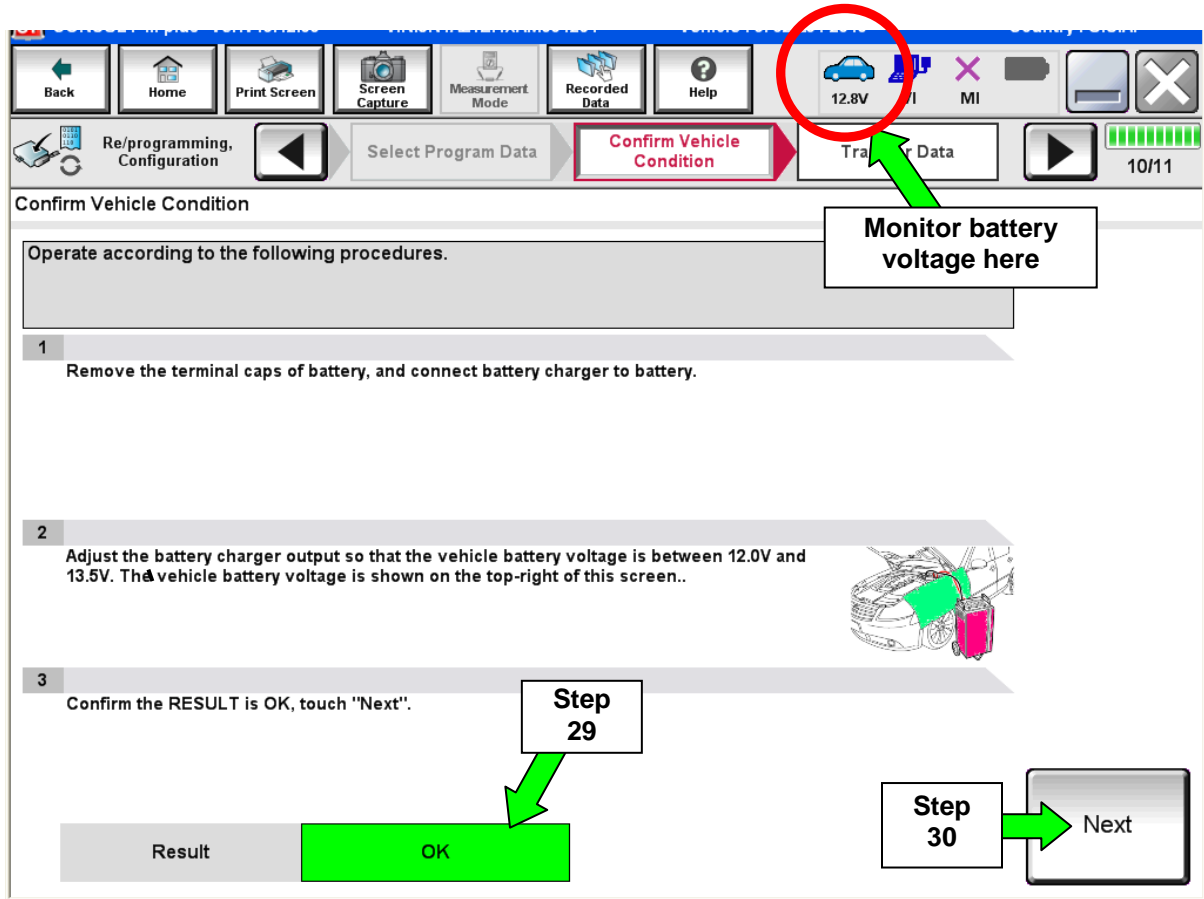 Back
Home
Print Screen
Screen
Capture
Measurement
Mode
Recorded
Data
Help
12.8V
MI
Re/programming,
Configuration
Select Program Data
Confirm Vehicle
Condition
Data
10/11
Confirm Vehicle Condition
Monitor battery
voltage here
Operate according to the following procedures.
1
Remove the terminal caps of battery, and connect battery charger to battery.
2
Adjust the battery charger output so that the vehicle battery voltage is between 12.0V and
13.5V. The vehicle battery voltage is shown on the top-right of this screen..
3
Confirm the RESULT is OK, touch "Next".
Step
29
Step
30
Next
Result
OK